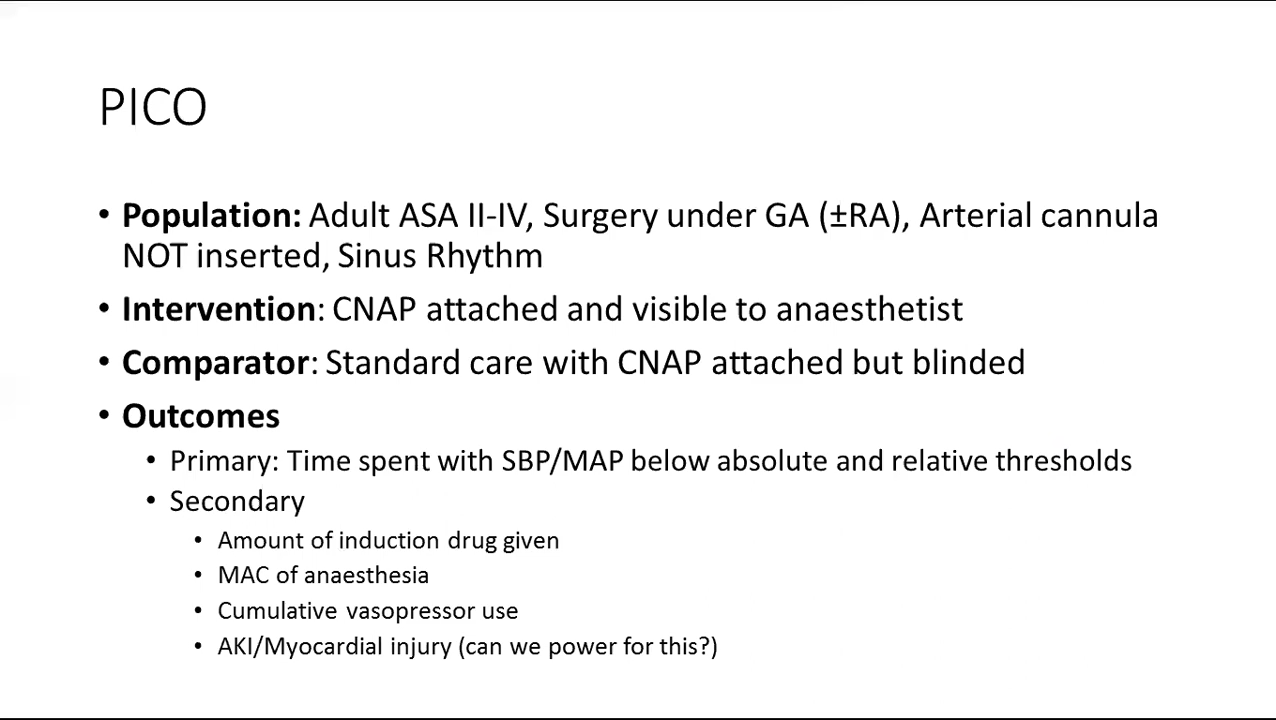 PICO
• Population: Adult ASA II-IV, Surgery under GA (±RA), Arterial cannula
NOT inserted, Sinus Rhythm
• Intervention: CNAP attached and visible to anaesthetist
• Comparator: Standard care with CNAP attached but blinded
• Outcomes
• Primary: Time spent with SBP/MAP below absolute and relative thresholds
• Secondary
• Amount of induction drug given
• MAC of anaesthesia
• Cumulative vasopressor use
• AKI/Myocardial injury (can we power for this?)